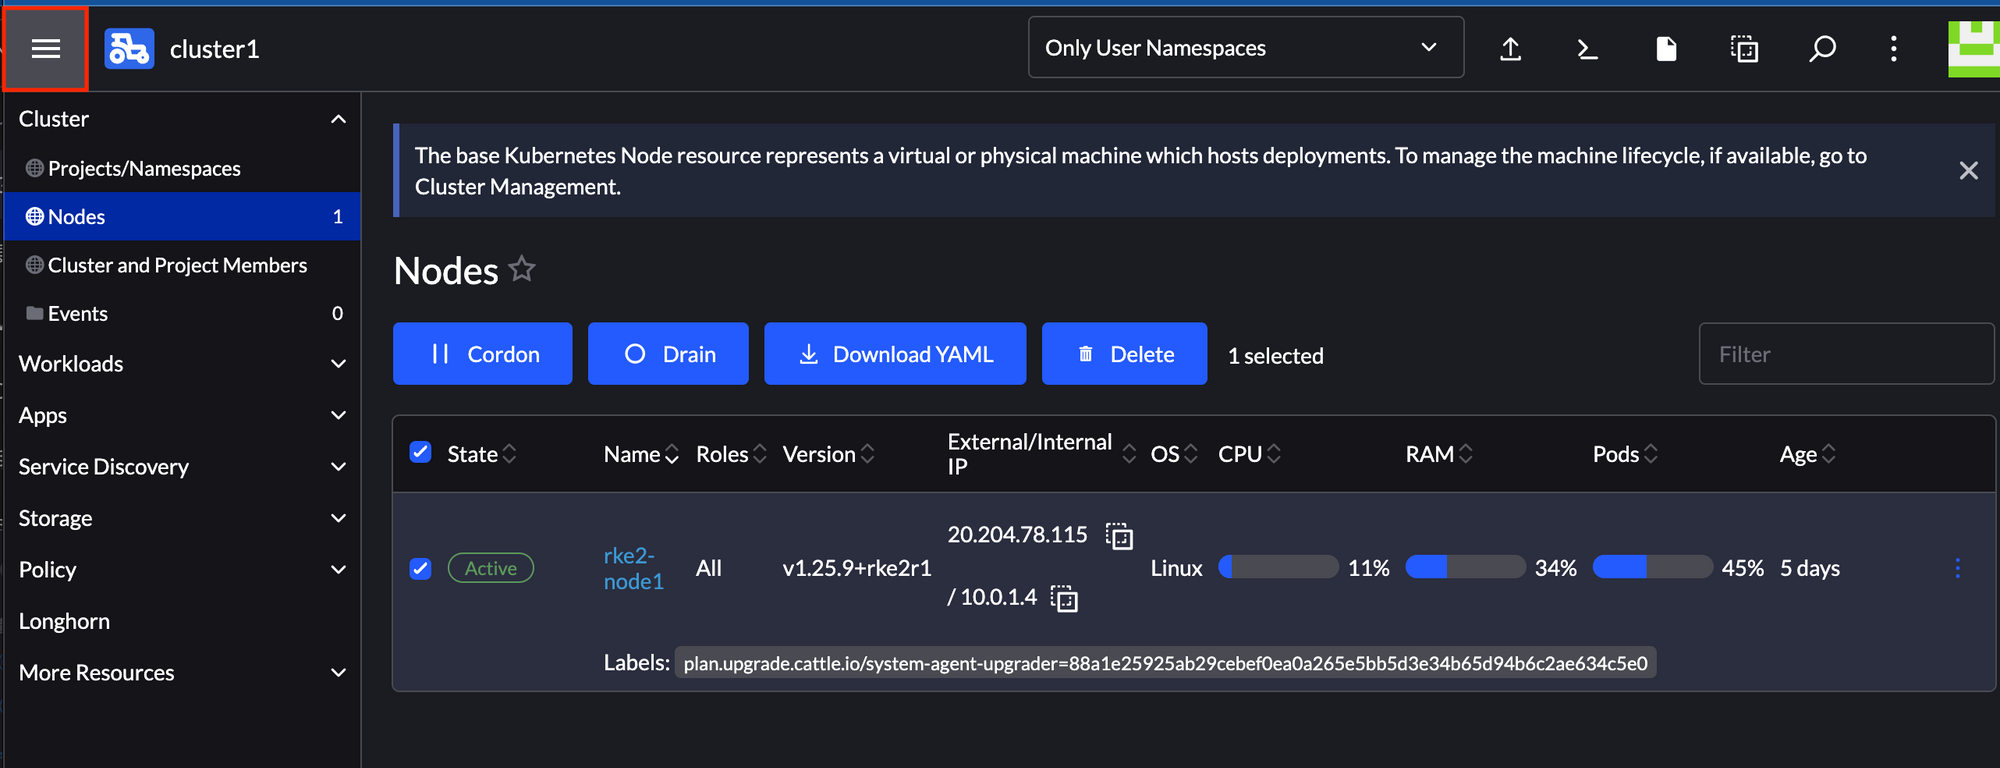 cluster1
Only User Namespaces
Cluster
Projects/Namespaces
Nodes 1
Cluster and Project Members
Events 0
Workloads
Apps
Service Discovery
Storage
Policy
Longhorn
More Resources
The base Kubernetes Node resource represents a virtual or physical machine which hosts deployments. To manage the machine lifecycle, if available, go to
Cluster Management.
Nodes
Cordon Drain Download YAML Delete 1 selected Filter
State Name Roles Version External/Internal IP OS CPU RAM Pods Age
Active rke2-node1 All v1.25.9+rke2r1 20.204.78.115 / 10.0.1.4 Linux 11% 34% 45% 5 days
Labels: plan.upgrade.cattle.io/system-agent-upgrader=88a1e25925ab29cebef0ea0a265e5bb5d3e34b65d94b6c2ae634c5e0